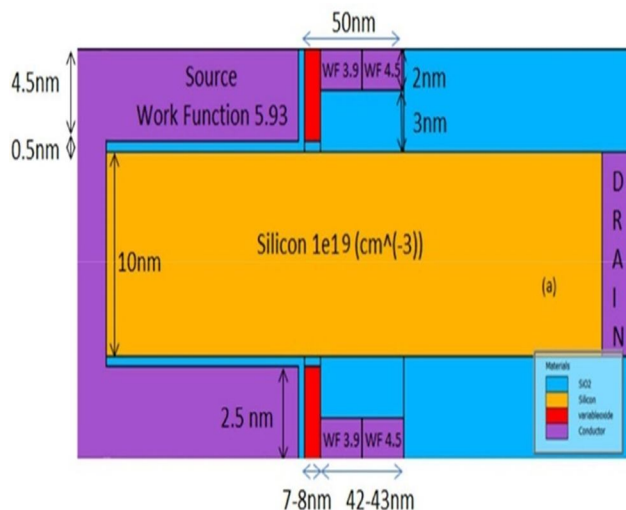 50nm
4.5nm
Source
Work Function 5.93
WF 3.9
WF 4.5
2nm
3nm
0.5nm
10nm
Silicon 1e19 (cm^(-3))
(a)
D
R
A
I
N
2.5 nm
WF 3.9
WF 4.5
Materials
SiO2
Silicon
variableoxide
Conductor
7-8nm
42-43nm